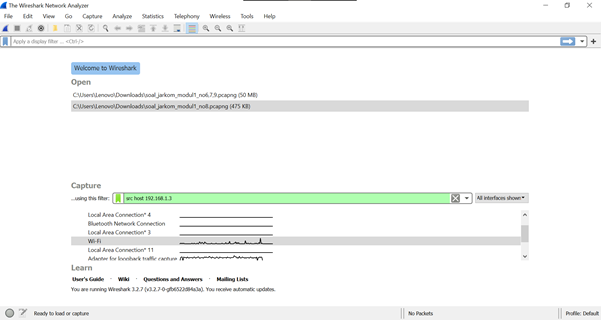 The Wireshark Network Analyzer
File Edit View Go Capture Analyze Statistics Telephony Wireless Tools Help
Apply a display filter ... <Ctrl-/>
Welcome to Wireshark
Open
C:\Users\Lenovo\Downloads\soal_jarkom_modul1_no6,7,9.pcapng (50 MB)
C:\Users\Lenovo\Downloads\soal_jarkom_modul1_no8.pcapng (475 KB)
Capture
...using this filter: src host 192.168.1.3 All interfaces shown
Local Area Connection* 4
Bluetooth Network Connection
Local Area Connection* 3
Wi-Fi
Local Area Connection* 11
Adapter for loopback traffic capture
Learn
User's Guide · Wiki · Questions and Answers · Mailing Lists
You are running Wireshark 3.2.7 (v3.2.7-0-gfb6522d84a3a). You receive automatic updates.
Ready to load or capture No Packets Profile: Default